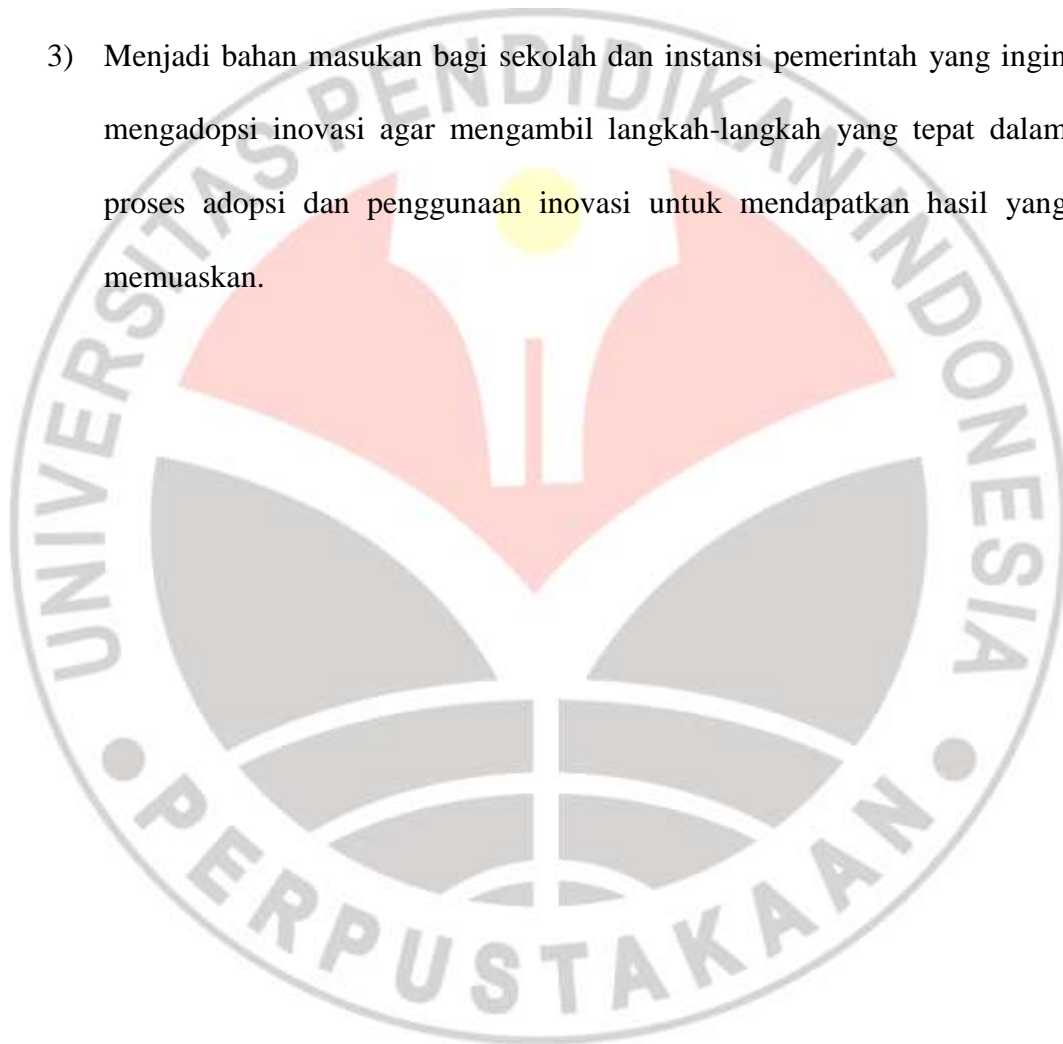 3) Menjadi bahan masukan bagi sekolah dan instansi pemerintah yang ingin
mengadopsi inovasi agar mengambil langkah-langkah yang tepat dalam
proses adopsi dan penggunaan inovasi untuk mendapatkan hasil yang
memuaskan.
UNIVERSITAS PENDIDIKAN INDONESIA
PERPUSTAKAAN